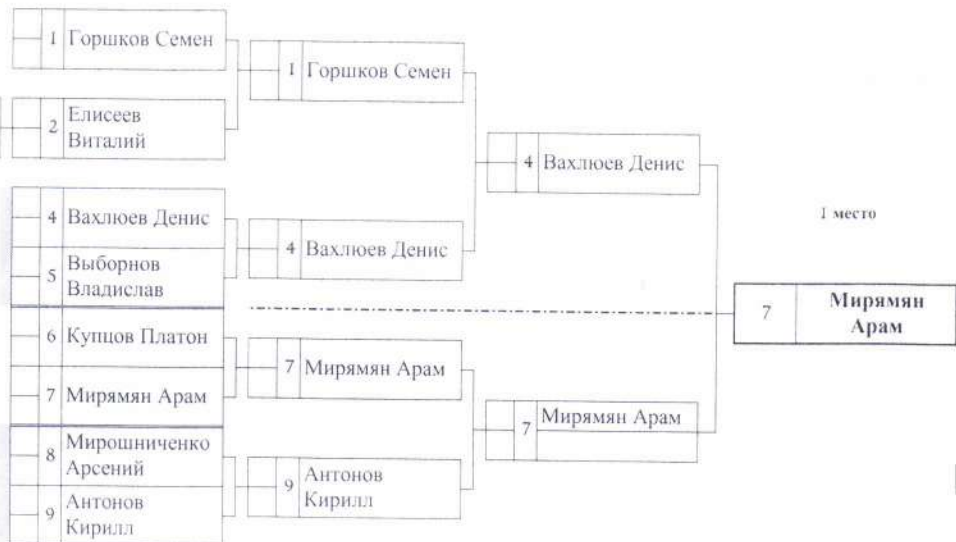 1 Горшков Семен
2 Елисеев
Виталий
4 Вахлюев Денис
5 Выборнов
Владислав
6 Купцов Платон
7 Мирямян Арам
8 Мирошниченко
Арсений
9 Антонов
Кирилл
1 Горшков Семен
4 Вахлюев Денис
7 Мирямян Арам
9 Антонов
Кирилл
4 Вахлюев Денис
7 Мирямян Арам
1 место
7 Мирямян
Арам